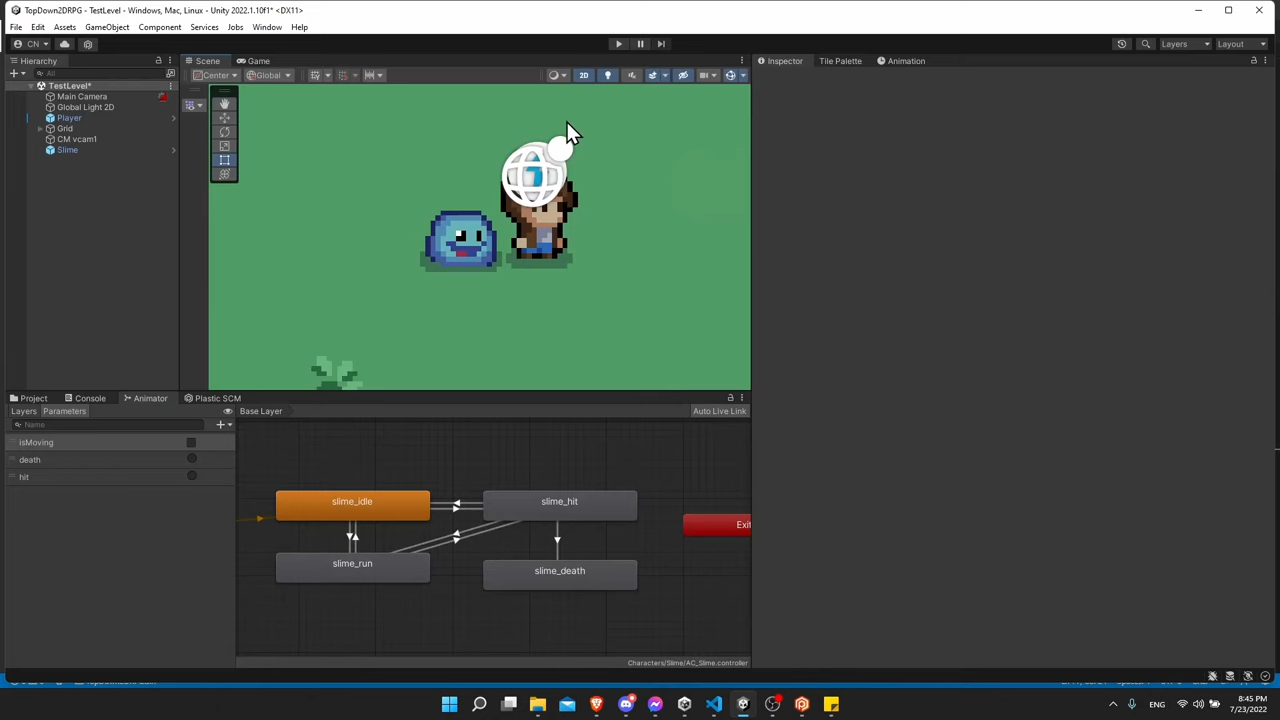 TopDown2DRPG - TestLevel - Windows, Mac, Linux - Unity 2022.1.10f1* <DX11>
File Edit Assets GameObject Component Services Jobs Window Help
CN Layers Layout
Hierarchy Scene Game Inspector Tile Palette Animation
All Center Global 2D
TestLevel*
Main Camera
Global Light 2D
Player
Grid
CM vcam1
Slime
Project Console Animator Plastic SCM
Layers Parameters Base Layer Auto Live Link
Name
isMoving
death
hit
slime_idle slime_hit
Exit
slime_run slime_death
Characters/Slime/AC_Slime.controller
ENG 8:45 PM
7/23/2022